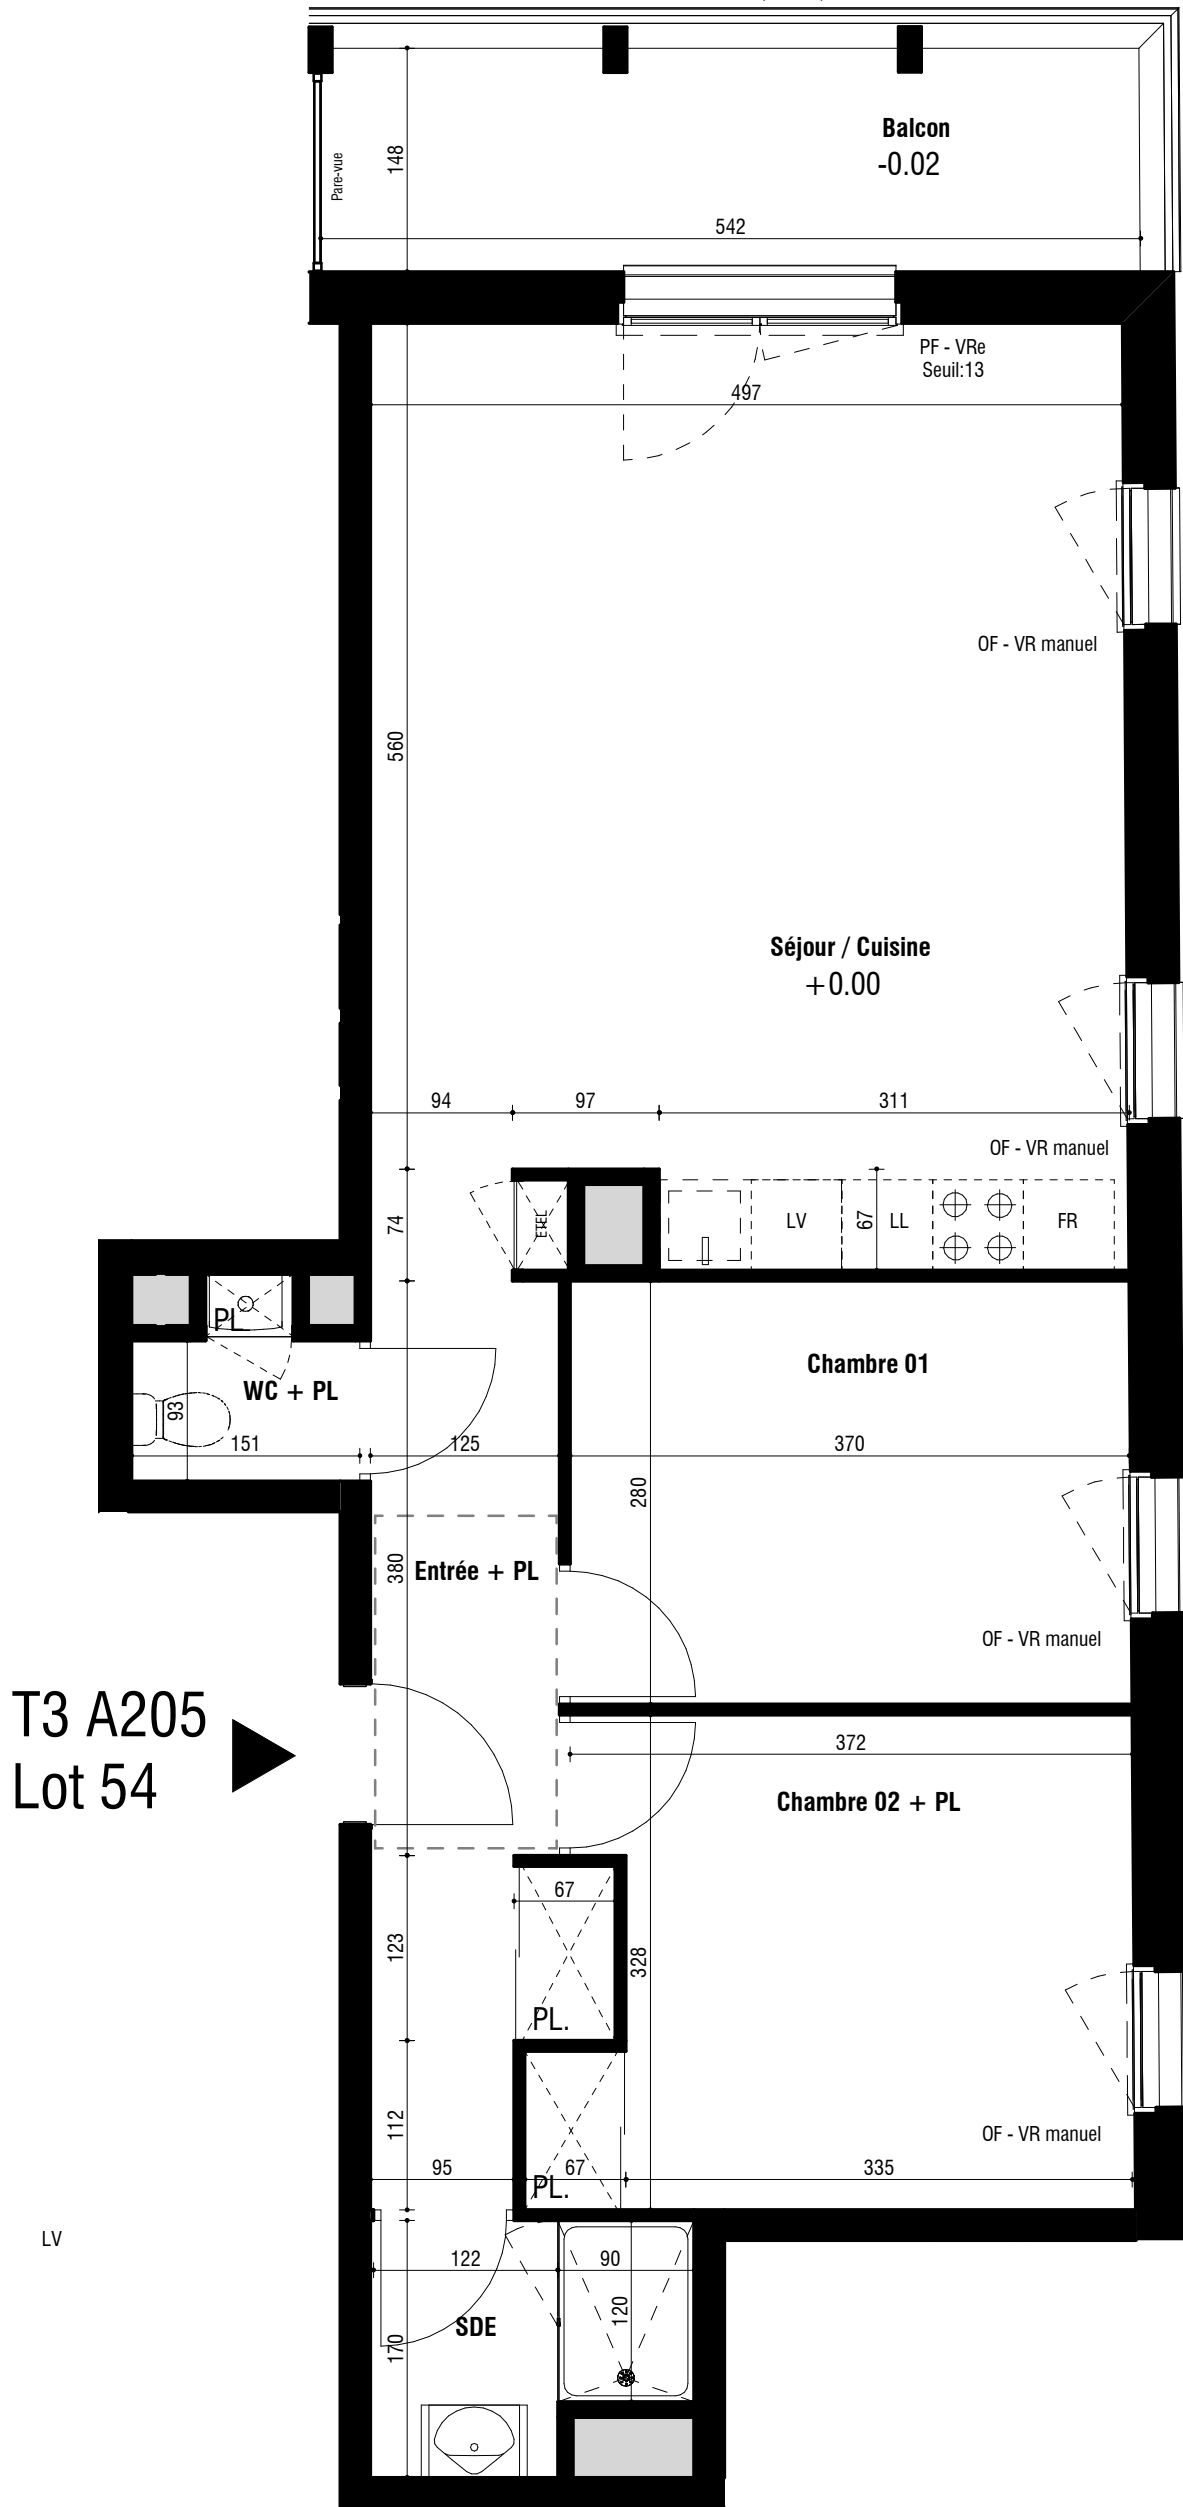 Balcon
-0.02
148
Pare-vue
542
PF - VRe
Seuil:13
497
OF - VR manuel
560
Séjour / Cuisine
+0.00
94
97
311
OF - VR manuel
74
ETEL
LV
67
LL
FR
PL
Chambre 01
WC + PL
93
151
125
370
280
380
Entrée + PL
OF - VR manuel
T3 A205
Lot 54
372
Chambre 02 + PL
67
123
328
PL.
112
OF - VR manuel
95
67
335
PL.
LV
122
90
120
SDE
170